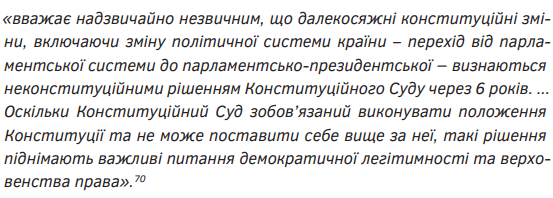 «вважає надзвичайно незвичним, що далекосяжні конституційні змі-
ни, включаючи зміну політичної системи країни – перехід від парла-
ментської системи до парламентсько-президентської – визнаються
неконституційними рішенням Конституційного Суду через 6 років. ...
Оскільки Конституційний Суд зобов’язаний виконувати положення
Конституції та не може поставити себе вище за неї, такі рішення
піднімають важливі питання демократичної легітимності та верхо-
венства права».70